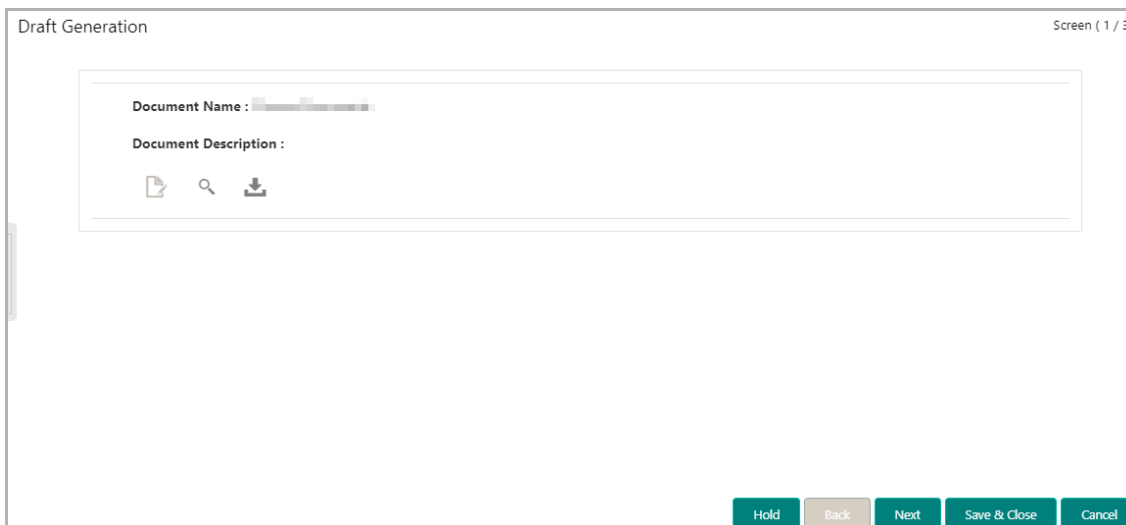 Draft Generation
Screen ( 1 / 3
Document Name :
Document Description :
Hold
Back
Next
Save & Close
Cancel